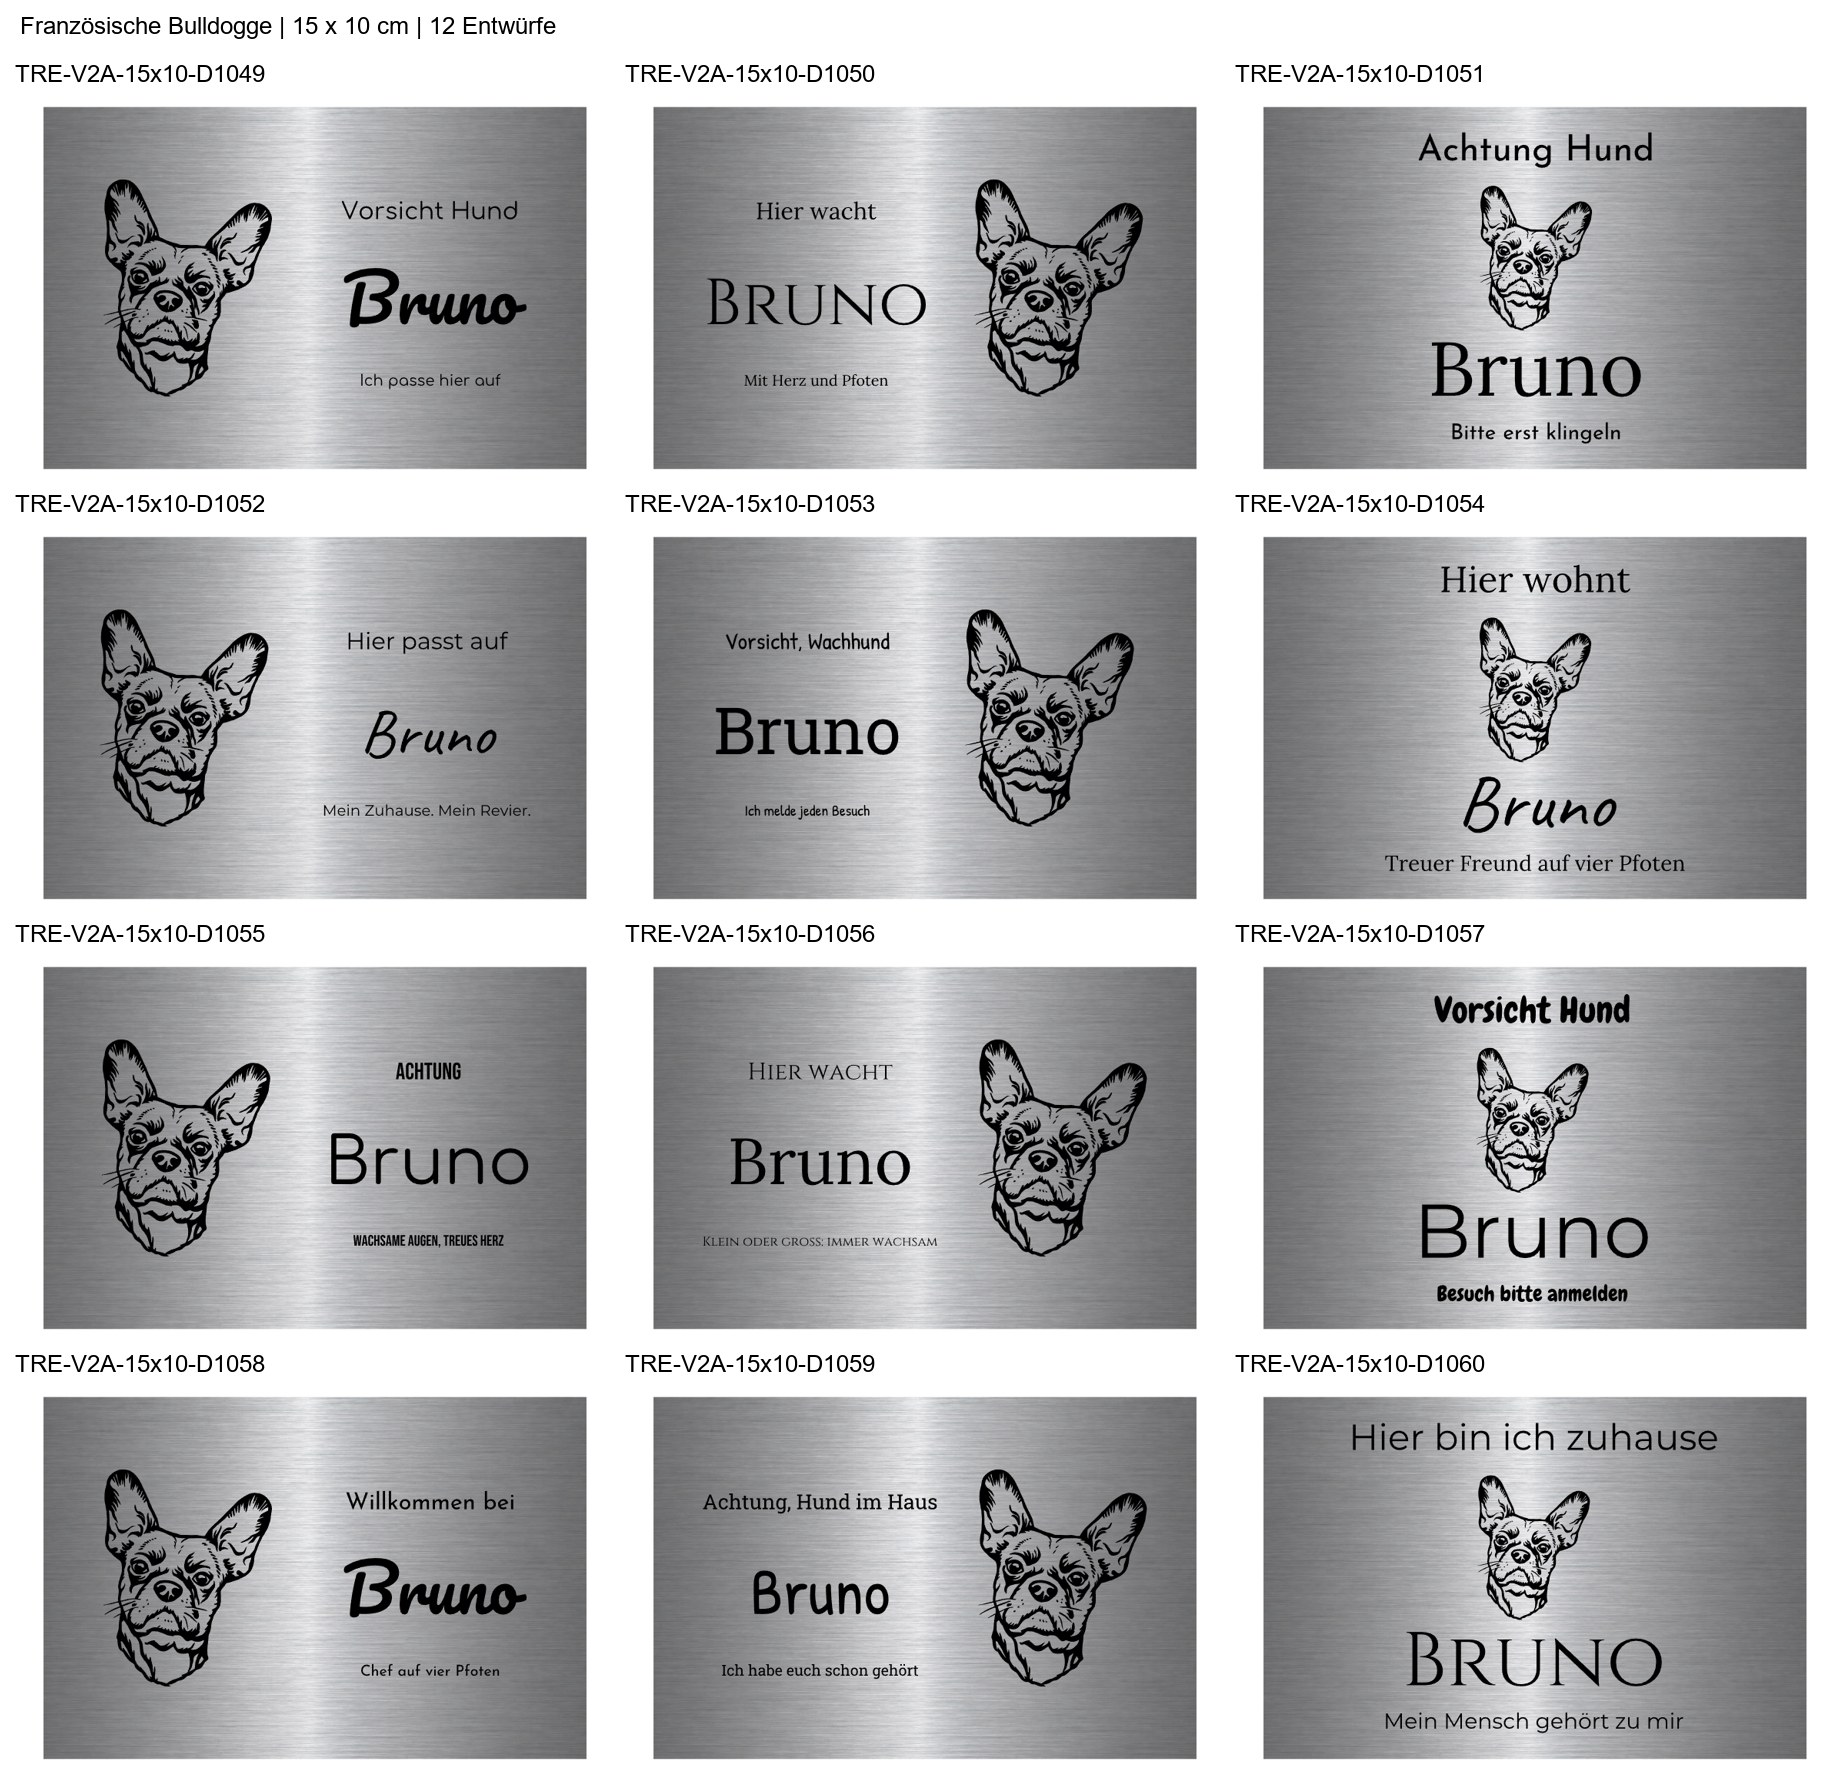 Französische Bulldogge | 15 x 10 cm | 12 Entwürfe
TRE-V2A-15x10-D1049
Vorsicht Hund
Bruno
Ich passe hier auf
TRE-V2A-15x10-D1050
Hier wacht
BRUNO
Mit Herz und Pfoten
TRE-V2A-15x10-D1051
Achtung Hund
Bruno
Bitte erst klingeln
TRE-V2A-15x10-D1052
Hier passt auf
Bruno
Mein Zuhause. Mein Revier.
TRE-V2A-15x10-D1053
Vorsicht, Wachhund
Bruno
Ich melde jeden Besuch
TRE-V2A-15x10-D1054
Hier wohnt
Bruno
Treuer Freund auf vier Pfoten
TRE-V2A-15x10-D1055
ACHTUNG
Bruno
WACHSAME AUGEN, TREUES HERZ
TRE-V2A-15x10-D1056
HIER WACHT
Bruno
KLEIN ODER GROSS: IMMER WACHSAM
TRE-V2A-15x10-D1057
Vorsicht Hund
Bruno
Besuch bitte anmelden
TRE-V2A-15x10-D1058
Willkommen bei
Bruno
Chef auf vier Pfoten
TRE-V2A-15x10-D1059
Achtung, Hund im Haus
Bruno
Ich habe euch schon gehört
TRE-V2A-15x10-D1060
Hier bin ich zuhause
BRUNO
Mein Mensch gehört zu mir